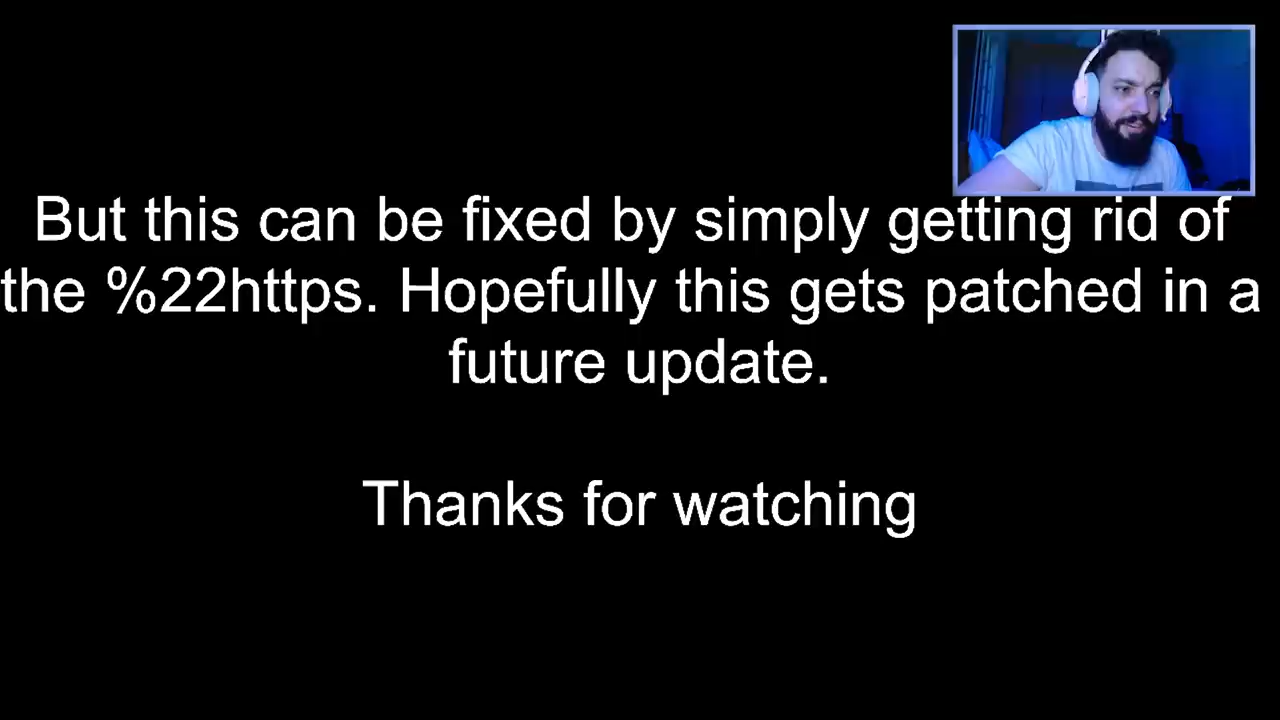 But this can be fixed by simply getting rid of
the %22https. Hopefully this gets patched in a
future update.
Thanks for watching